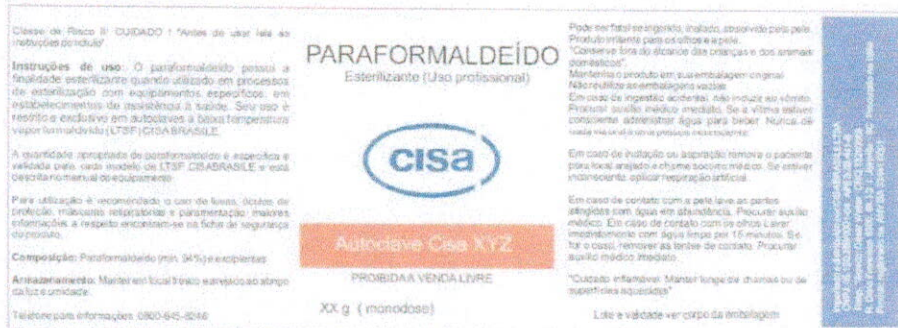 Classe de Risco II: CUIDADO ! "Antes de usar leia as
instruções do rótulo"
Instruções de uso: O paraformaldeído possui a
finalidade esterilizante quando utilizado em processos
de esterilização com equipamentos específicos, em
estabelecimentos de assistência à saúde. Seu uso é
restrito e exclusivo em autoclaves a baixa temperatura
vapor formaldeído (LTSF) CISABRASILE.
A quantidade apropriada de paraformaldeído é específica e
validada para cada modelo de LTSF CISABRASILE e está
descrita no manual do equipamento.
Para utilização é recomendado o uso de luvas, óculos de
proteção, máscaras respiratórias e paramentação; maiores
informações a respeito encontram-se na ficha de segurança
do produto.
Composição: Paraformaldeído (min. 94%) e excipientes
Armazenamento: Manter em local fresco e arejado ao abrigo
da luz e umidade.
Telefone para informações:
PARAFORMALDEÍDO
Esterilizante (Uso profissional)
cisa
Autoclave Cisa XYZ
PROIBIDA A VENDA LIVRE
XX g (monodose)
Pode ser fatal se ingerido, inalado, absorvido pela pele.
Produto irritante para os olhos e a pele.
"Conserve fora do alcance das crianças e dos animais
domésticos".
Mantenha o produto em sua embalagem original
Não reutilize as embalagens vazias
Em caso de ingestão acidental, não induzir ao vômito.
Procurar auxílio médico imediato. Se a vítima estiver
consciente administrar água para beber. Nunca dê
nada via oral a uma pessoa inconsciente.
Em caso de inalação ou aspiração remova o paciente
para local arejado e chame socorro médico. Se estiver
inconsciente, aplicar respiração artificial.
Em caso de contato com a pele lave as partes
atingidas com água em abundância. Procurar auxílio
médico. Em caso de contato com os olhos Lavar
imediatamente com água limpa por 15 minutos. Se
for o caso, remover as lentes de contato. Procurar
auxílio médico imediato.
"Cuidado inflamável. Manter longe de chamas ou de
superfícies aquecidas"
Lote e validade ver corpo da embalagem